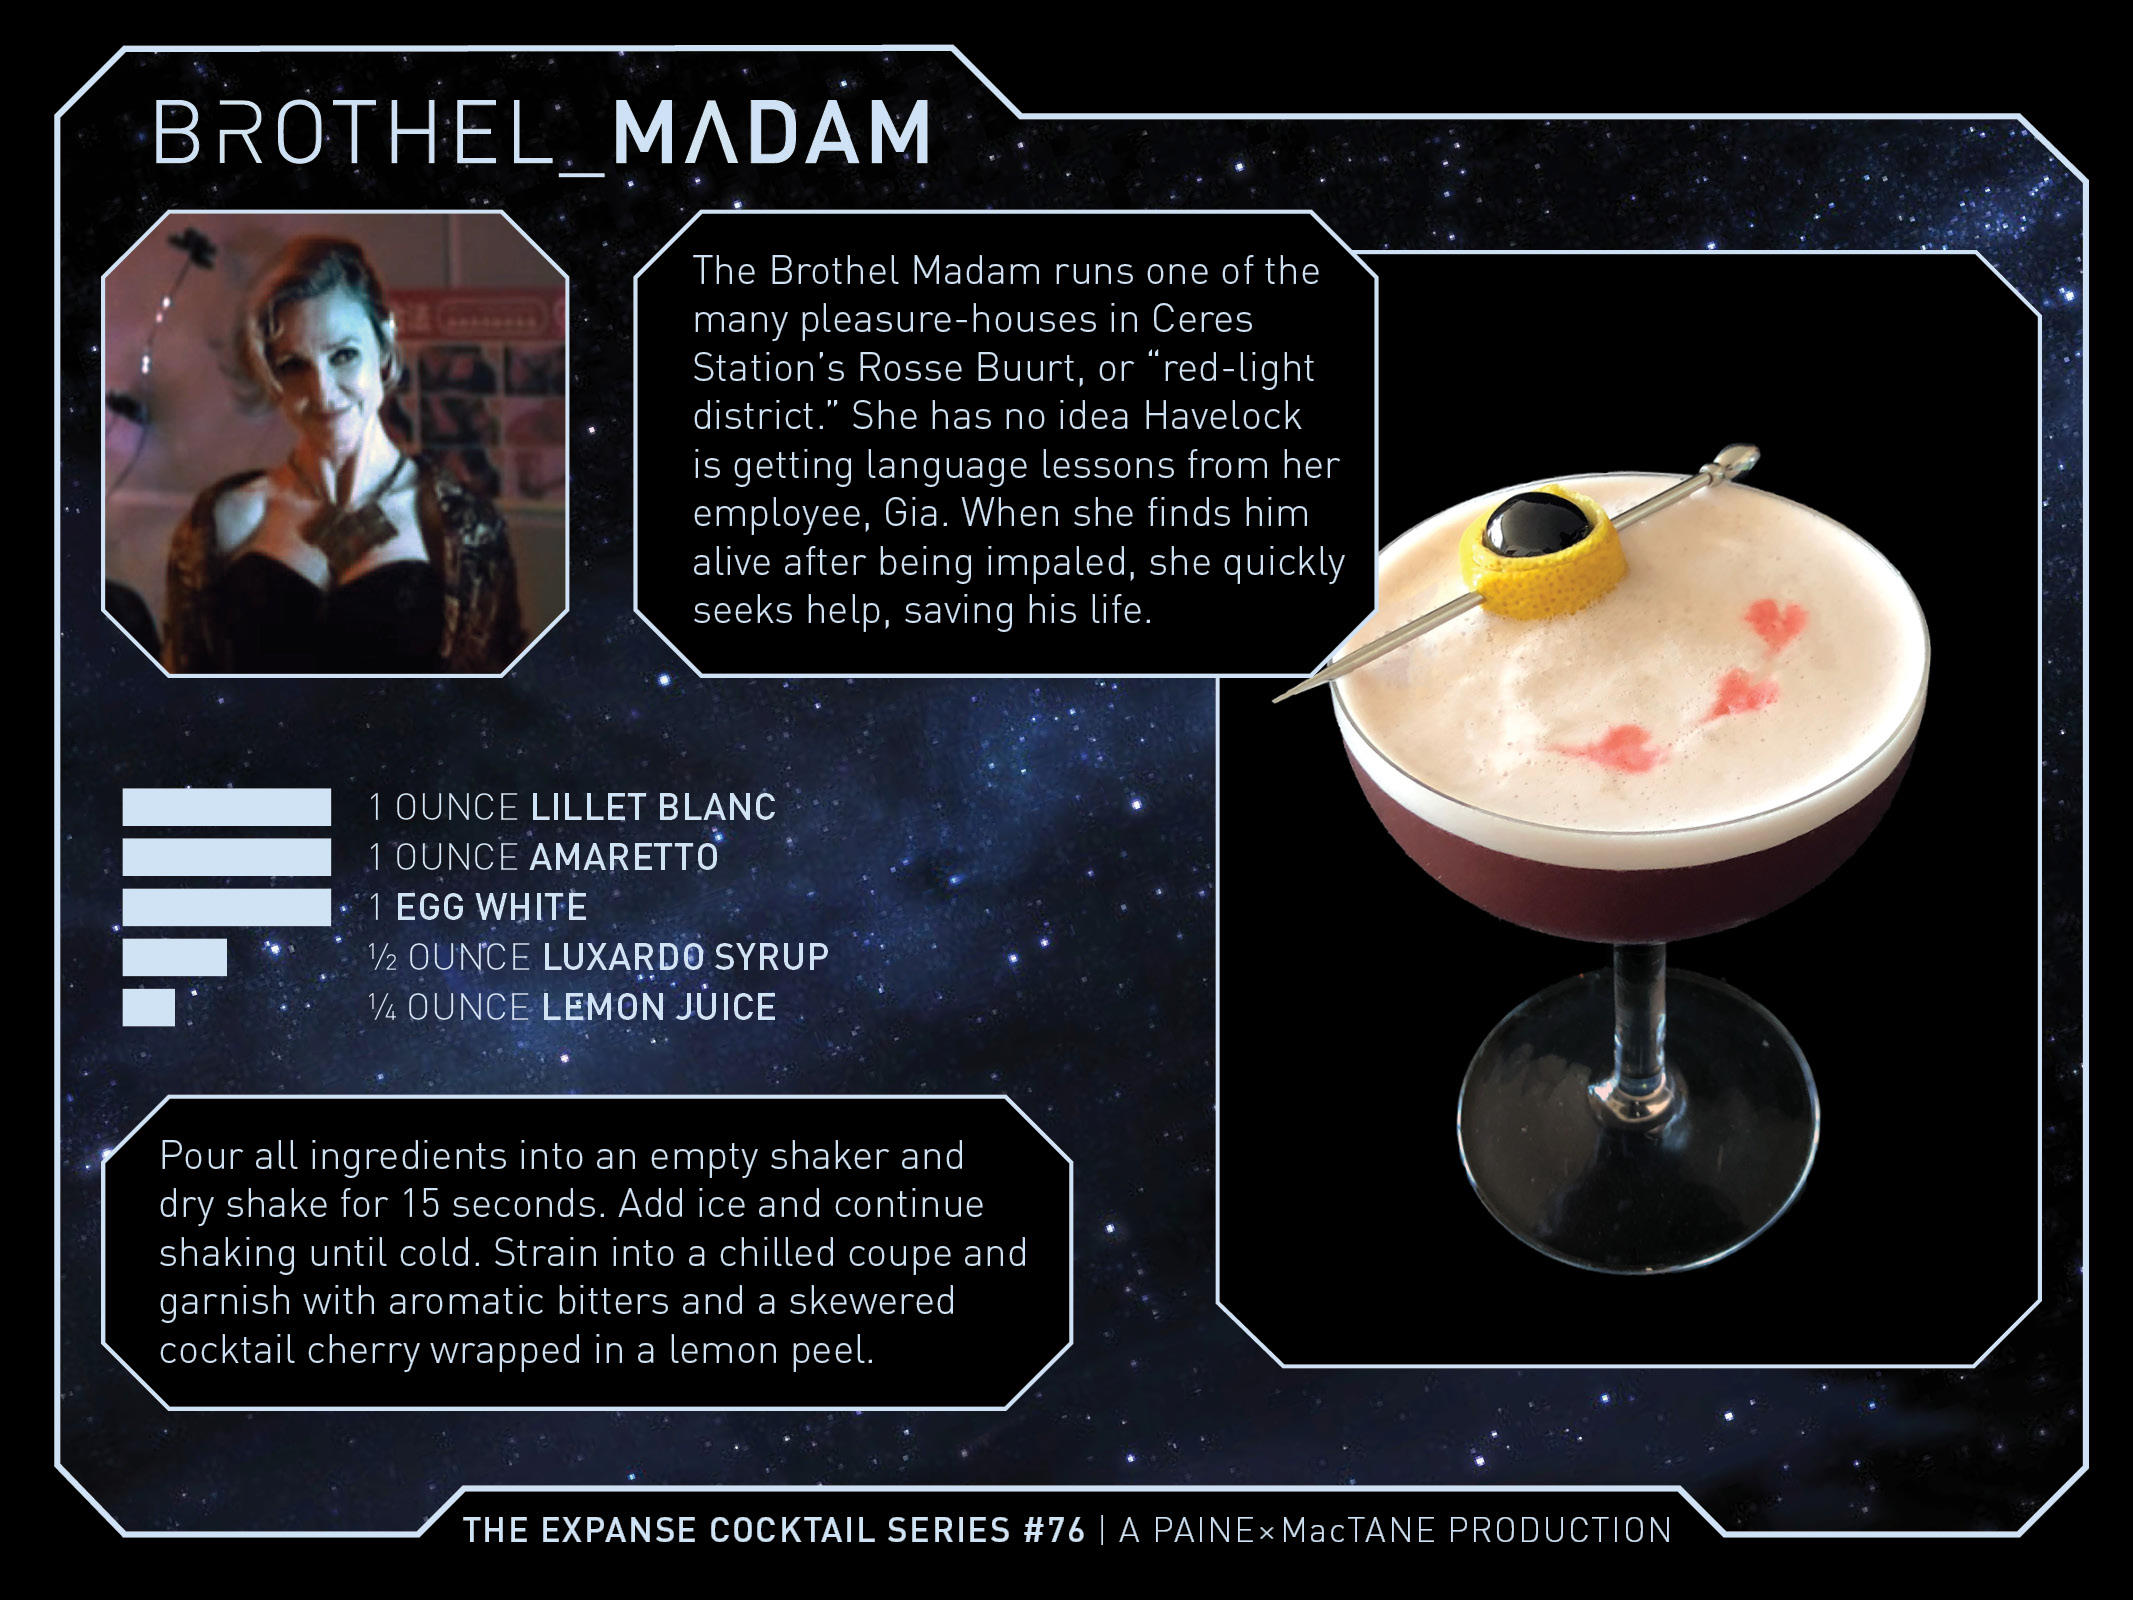 BROTHEL_MADAM
The Brothel Madam runs one of the
many pleasure-houses in Ceres
Station’s Rosse Buurt, or “red-light
district.” She has no idea Havelock
is getting language lessons from her
employee, Gia. When she finds him
alive after being impaled, she quickly
seeks help, saving his life.
1 OUNCE LILLET BLANC
1 OUNCE AMARETTO
1 EGG WHITE
½ OUNCE LUXARDO SYRUP
¼ OUNCE LEMON JUICE
Pour all ingredients into an empty shaker and
dry shake for 15 seconds. Add ice and continue
shaking until cold. Strain into a chilled coupe and
garnish with aromatic bitters and a skewered
cocktail cherry wrapped in a lemon peel.
THE EXPANSE COCKTAIL SERIES #76 | A PAINE×MacTANE PRODUCTION